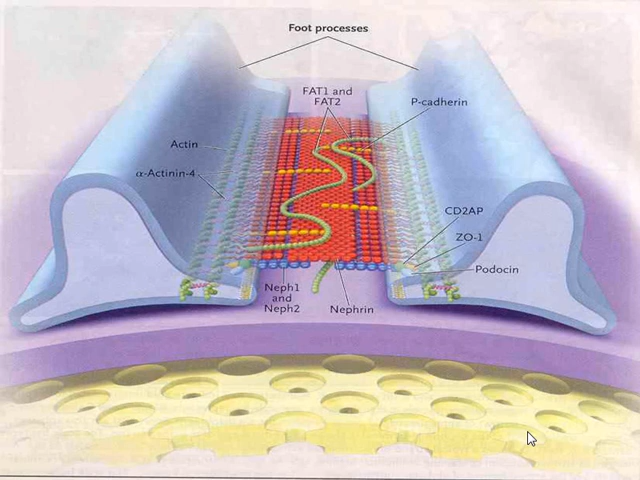 Foot processes
FAT1 and
FAT2
P-cadherin
Actin
α-Actinin-4
CD2AP
ZO-1
Podocin
Neph1
and
Neph2
Nephrin